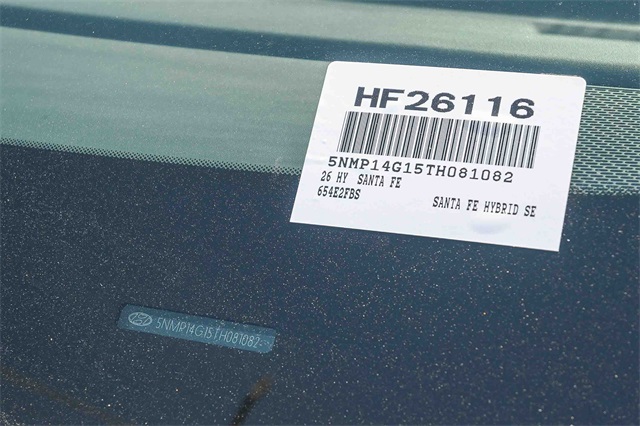 HF26116
5NMP14G15TH081082
26 HY SANTA FE
654E2FBS
SANTA FE HYBRID SE
5NMP14G15TH081082